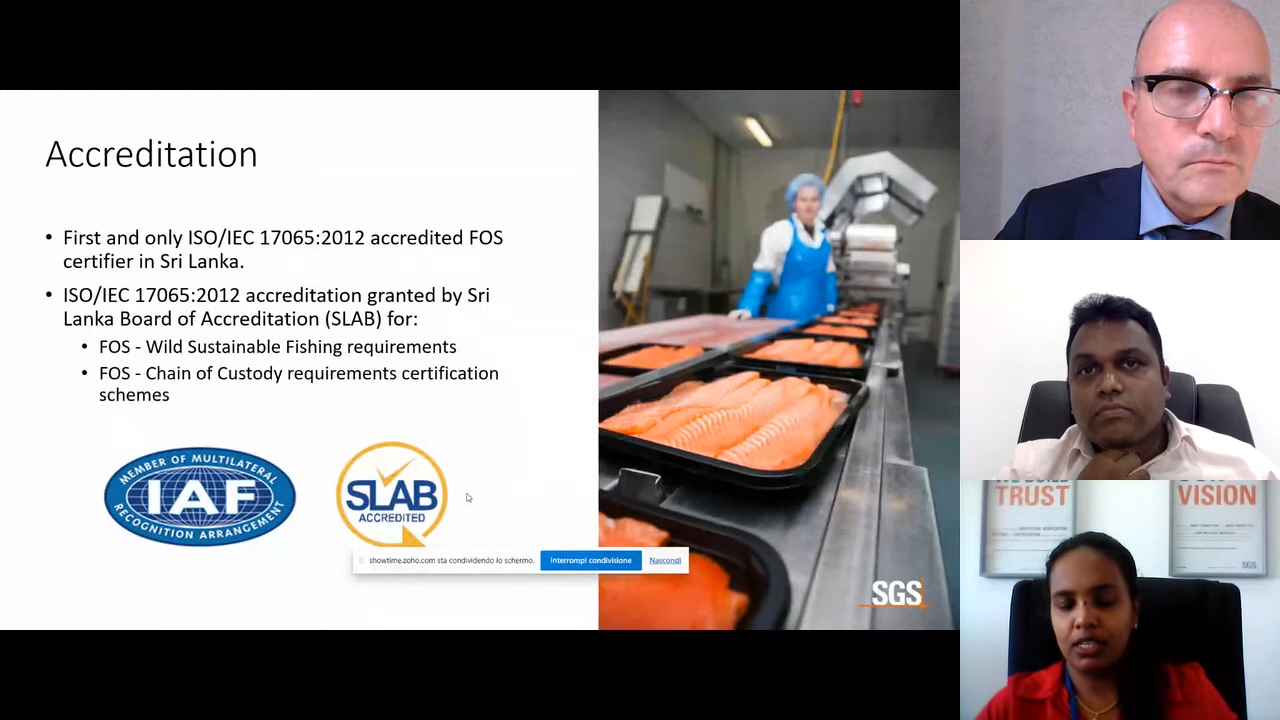 Accreditation
• First and only ISO/IEC 17065:2012 accredited FOS
certifier in Sri Lanka.
• ISO/IEC 17065:2012 accreditation granted by Sri
Lanka Board of Accreditation (SLAB) for:
• FOS - Wild Sustainable Fishing requirements
• FOS - Chain of Custody requirements certification
schemes
MEMBER OF MULTILATERAL
IAF
RECOGNITION ARRANGEMENT
SLAB
ACCREDITED
showtime.zoho.com sta condividendo lo schermo.
Interrompi condivisione
Nascondi
SGS
TRUST
VISION
SGS